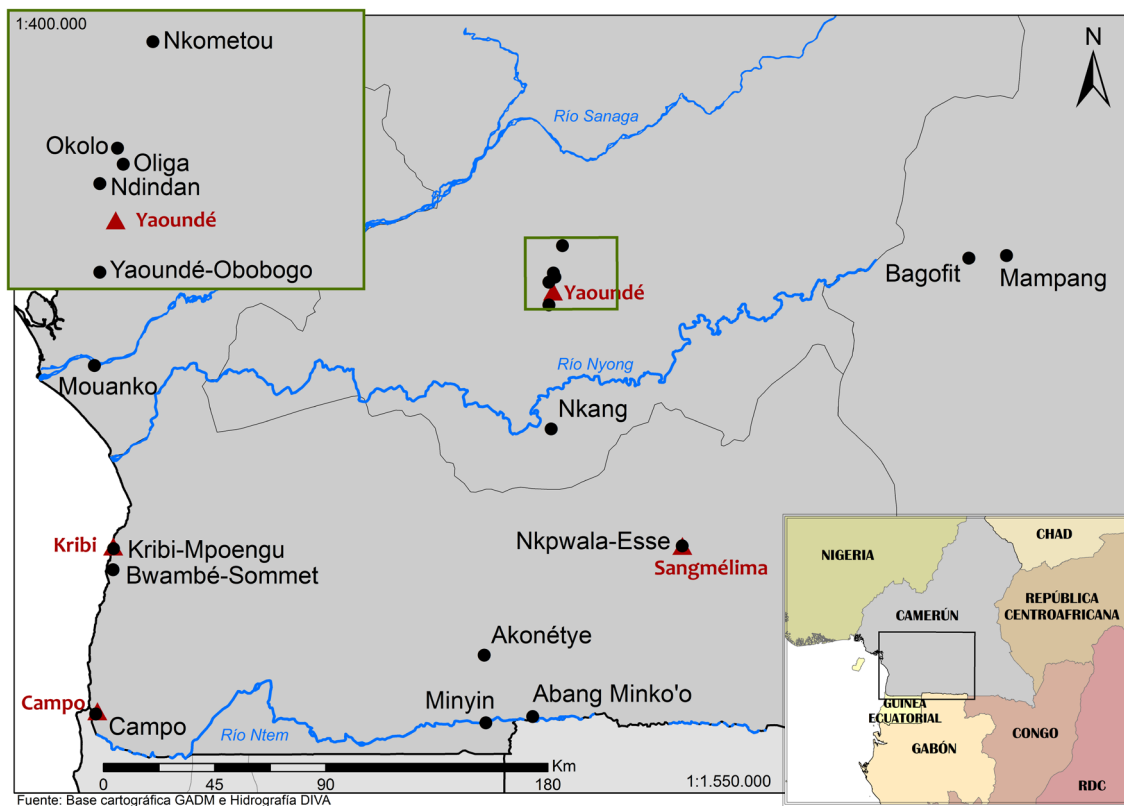 1:400.000
Nkometou
Okolo
Oliga
Ndindan
Yaoundé
Yaoundé-Obobogo
N
Río Sanaga
Yaoundé
Bagofit
Mampang
Mouanko
Río Nyong
Nkang
Kribi
Kribi-Mpoengu
Bwambé-Sommet
Nkpwala-Esse
Sangmélima
Akonétye
Campo
Campo
Río Ntem
Minyin
Abang Minko'o
Km
0
45
90
180
1:1.550.000
NIGERIA
CHAD
REPÚBLICA
CENTROAFRICANA
CAMERÚN
GUINEA
ECUATORIAL
GABÓN
CONGO
RDC
Fuente: Base cartográfica GADM e Hidrografía DIVA